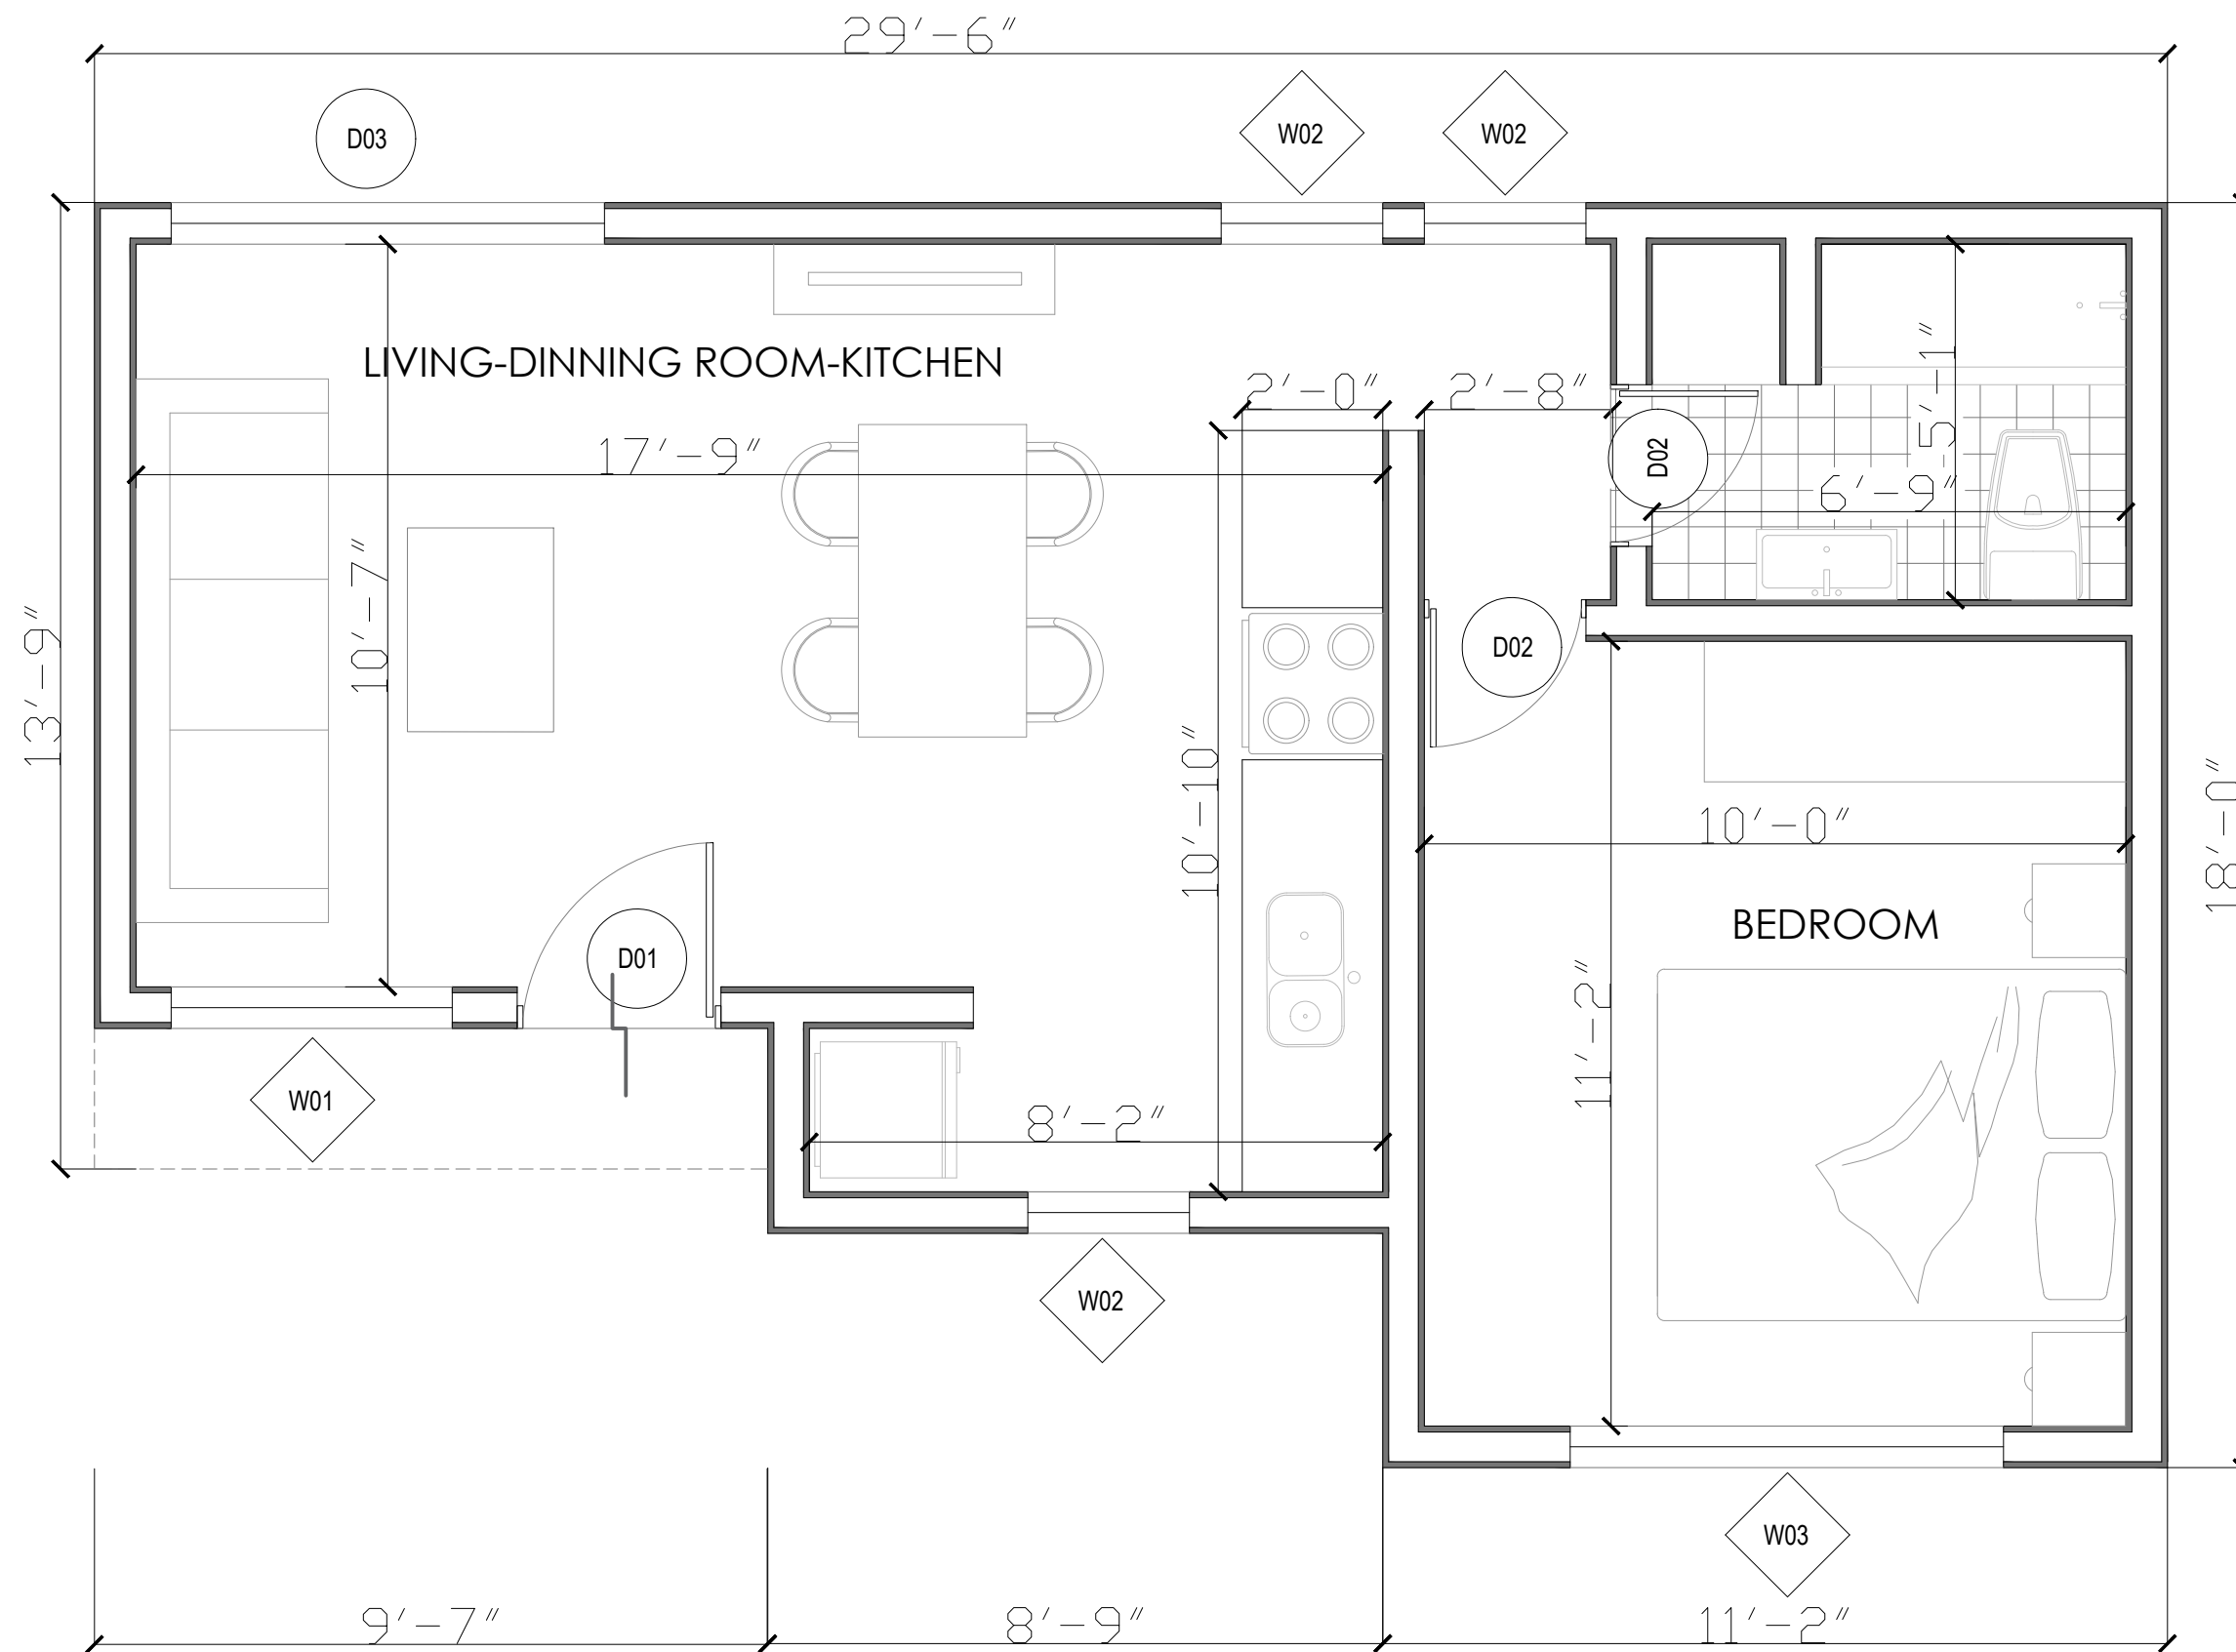 29'-6"
D03
W02
W02
LIVING-DINNING ROOM-KITCHEN
2'-0"
2'-8"
5'-1"
17'-9"
D02
6'-9"
10'-7"
13'-9"
D02
10'-10"
10'-0"
18'-0"
BEDROOM
D01
11'-2"
W01
8'-2"
W02
W03
9'-7"
8'-9"
11'-2"